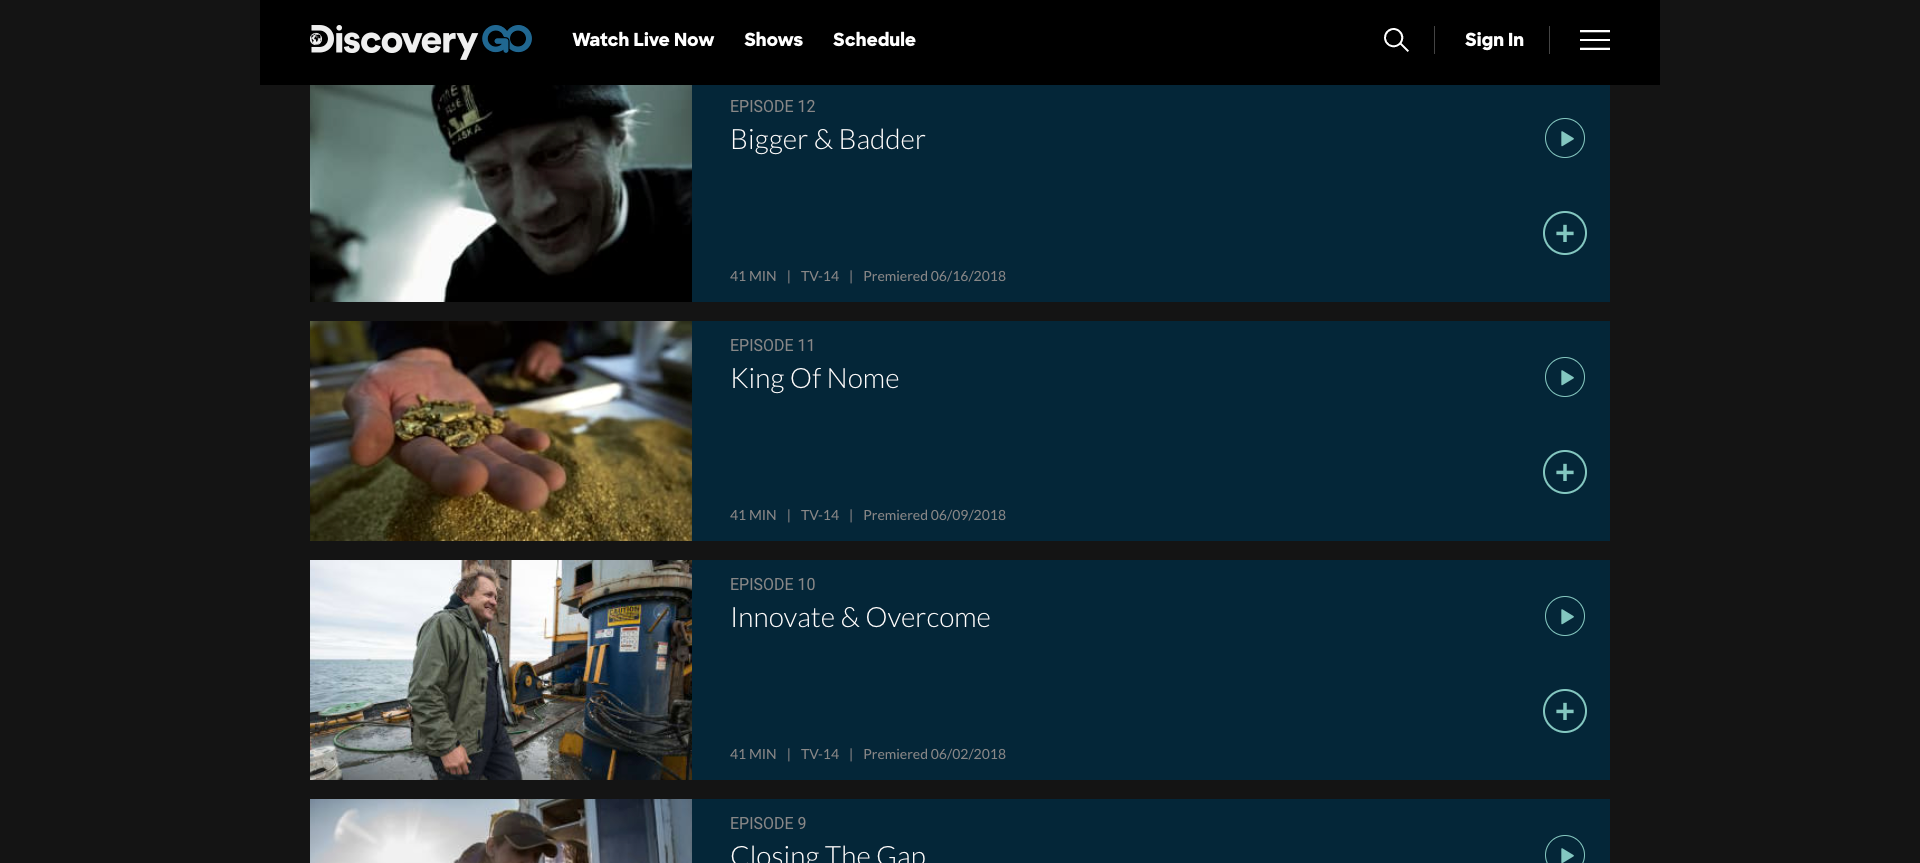 Discovery GO
Watch Live Now
Shows
Schedule
Sign In
EPISODE 12
Bigger & Badder
41 MIN | TV-14 | Premiered 06/16/2018
EPISODE 11
King Of Nome
41 MIN | TV-14 | Premiered 06/09/2018
EPISODE 10
Innovate & Overcome
CAUTION
41 MIN | TV-14 | Premiered 06/02/2018
EPISODE 9
Closing The Gap